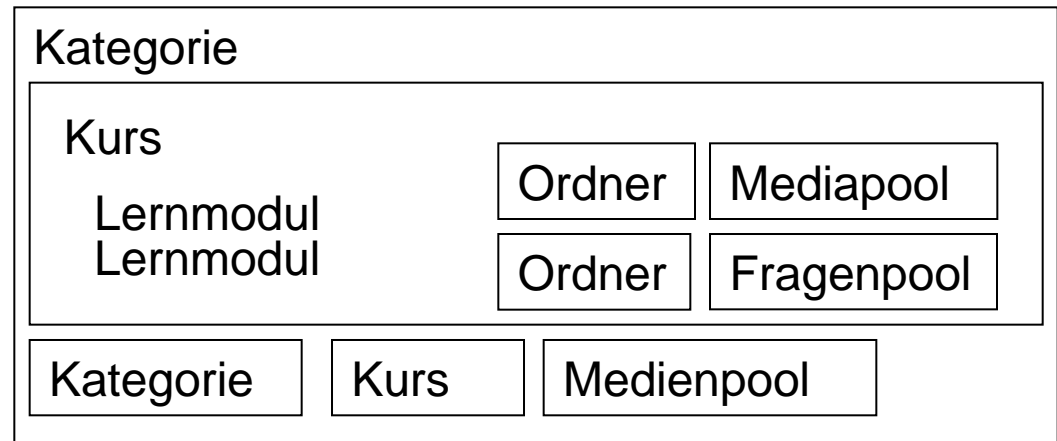 Kategorie
Kurs
Lernmodul
Lernmodul
Ordner
Mediapool
Ordner
Fragenpool
Kategorie
Kurs
Medienpool